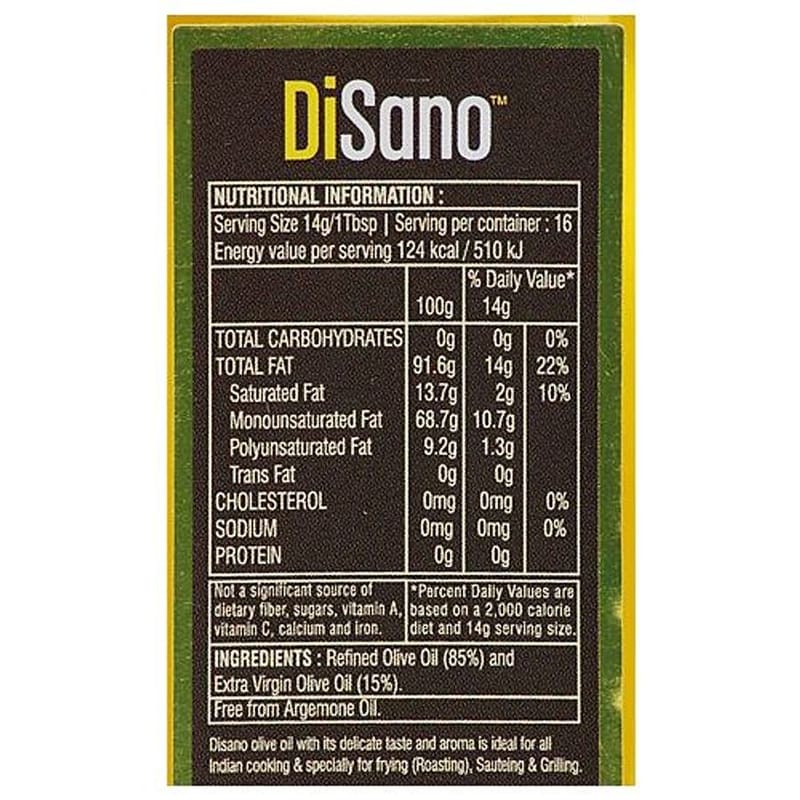 DiSano™
NUTRITIONAL INFORMATION :
Serving Size 14g/1Tbsp | Serving per container : 16
Energy value per serving 124 kcal / 510 kJ
% Daily Value*
100g 14g
TOTAL CARBOHYDRATES 0g 0g 0%
TOTAL FAT 91.6g 14g 22%
Saturated Fat 13.7g 2g 10%
Monounsaturated Fat 68.7g 10.7g
Polyunsaturated Fat 9.2g 1.3g
Trans Fat 0g 0g
CHOLESTEROL 0mg 0mg 0%
SODIUM 0mg 0mg 0%
PROTEIN 0g 0g
Not a significant source of
dietary fiber, sugars, vitamin A,
vitamin C, calcium and iron.
*Percent Daily Values are
based on a 2,000 calorie
diet and 14g serving size.
INGREDIENTS : Refined Olive Oil (85%) and
Extra Virgin Olive Oil (15%).
Free from Argemone Oil.
Disano olive oil with its delicate taste and aroma is ideal for all
Indian cooking & specially for frying (Roasting), Sauteing & Grilling.